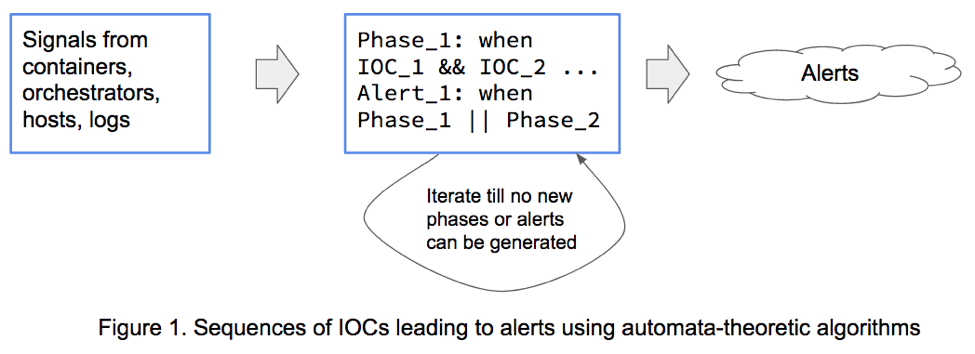 Signals from
containers,
orchestrators,
hosts, logs
Phase_1: when
IOC_1 && IOC_2 ...
Alert_1: when
Phase_1 || Phase_2
Alerts
Iterate till no new
phases or alerts
can be generated
Figure 1. Sequences of IOCs leading to alerts using automata-theoretic algorithms